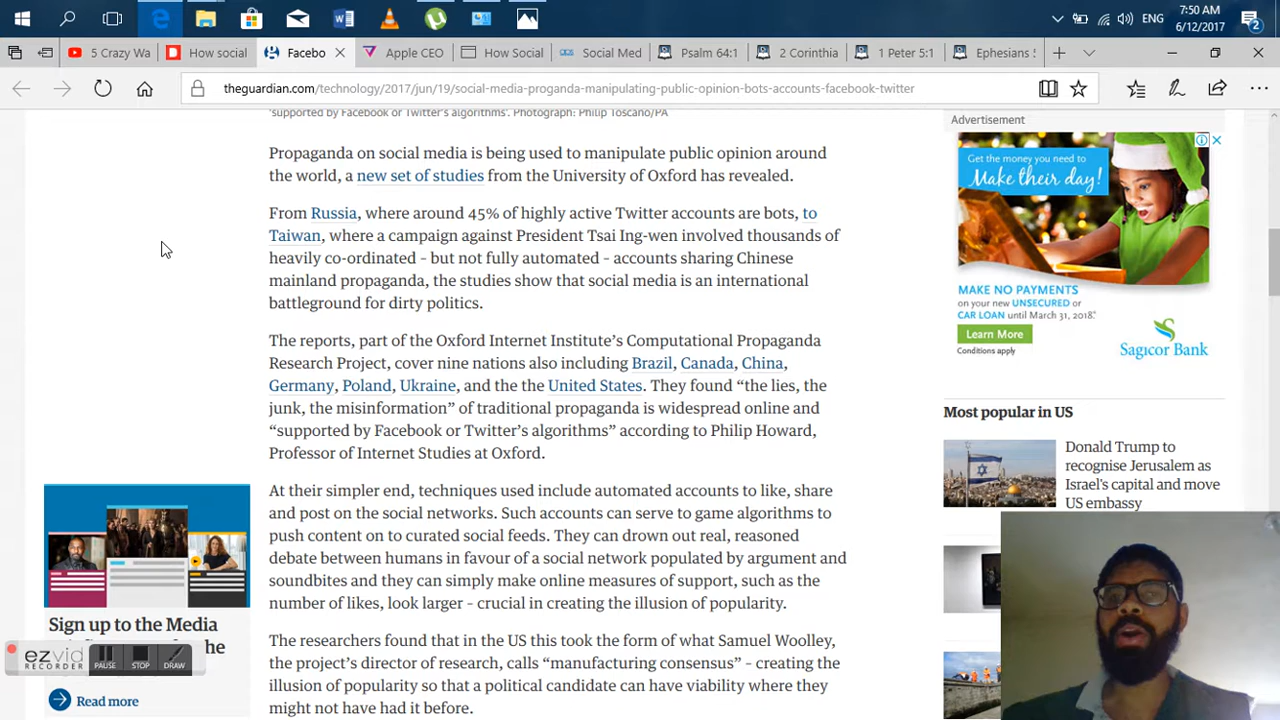 ENG
7:50 AM
6/12/2017
2
5 Crazy Wa
How social
Facebo
Apple CEO
How Social
Social Med
Psalm 64:1
2 Corinthia
1 Peter 5:1
Ephesians 5
theguardian.com/technology/2017/jun/19/social-media-proganda-manipulating-public-opinion-bots-accounts-facebook-twitter
'supported by Facebook or Twitter's algorithms'. Photograph: Philip Toscano/PA
Propaganda on social media is being used to manipulate public opinion around
the world, a new set of studies from the University of Oxford has revealed.
From Russia, where around 45% of highly active Twitter accounts are bots, to
Taiwan, where a campaign against President Tsai Ing-wen involved thousands of
heavily co-ordinated – but not fully automated – accounts sharing Chinese
mainland propaganda, the studies show that social media is an international
battleground for dirty politics.
The reports, part of the Oxford Internet Institute’s Computational Propaganda
Research Project, cover nine nations also including Brazil, Canada, China,
Germany, Poland, Ukraine, and the the United States. They found “the lies, the
junk, the misinformation” of traditional propaganda is widespread online and
“supported by Facebook or Twitter’s algorithms” according to Philip Howard,
Professor of Internet Studies at Oxford.
At their simpler end, techniques used include automated accounts to like, share
and post on the social networks. Such accounts can serve to game algorithms to
push content on to curated social feeds. They can drown out real, reasoned
debate between humans in favour of a social network populated by argument and
soundbites and they can simply make online measures of support, such as the
number of likes, look larger – crucial in creating the illusion of popularity.
The researchers found that in the US this took the form of what Samuel Woolley,
the project’s director of research, calls “manufacturing consensus” – creating the
illusion of popularity so that a political candidate can have viability where they
might not have had it before.
Sign up to the Media
the
Read more
ezvid
RECORDER
PAUSE
STOP
DRAW
Advertisement
Get the money you need to
Make their day!
MAKE NO PAYMENTS
on your new UNSECURED or
CAR LOAN until March 31, 2018.*
Learn More
Conditions apply
Sagicor Bank
Most popular in US
Donald Trump to
recognise Jerusalem as
Israel's capital and move
US embassy